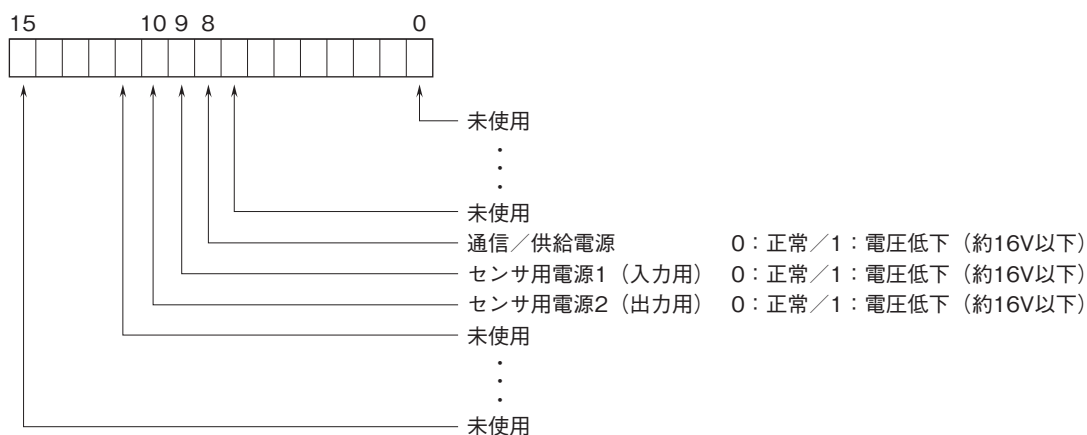 15 10 9 8 0
未使用
・
・
・
未使用
通信／供給電源 0：正常／1：電圧低下（約16V以下）
センサ用電源1（入力用） 0：正常／1：電圧低下（約16V以下）
センサ用電源2（出力用） 0：正常／1：電圧低下（約16V以下）
未使用
・
・
・
未使用